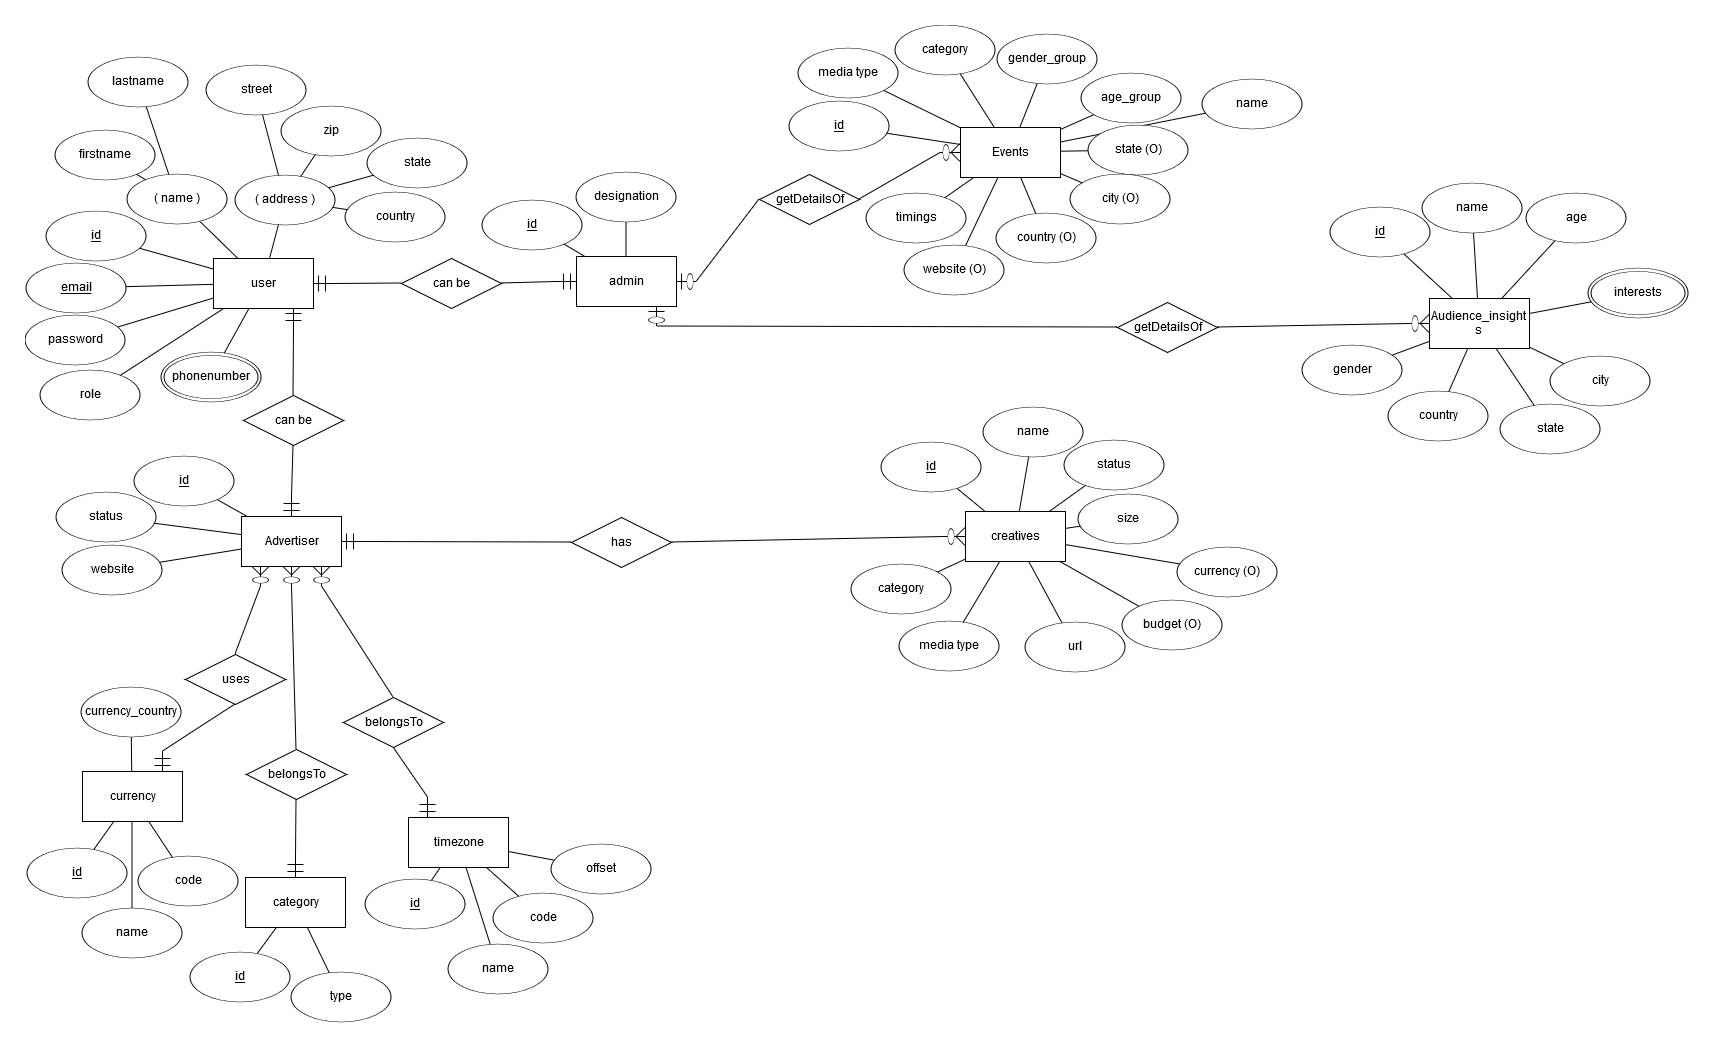 lastname
street
zip
firstname
state
( name )
( address )
country
id
email
password
role
phonenumber
user
can be
id
designation
admin
getDetailsOf
category
gender_group
media type
age_group
name
id
Events
state (O)
city (O)
timings
country (O)
website (O)
getDetailsOf
id
name
age
interests
Audience_insight
s
gender
city
country
state
can be
id
status
website
Advertiser
has
id
name
status
size
creatives
currency (O)
category
budget (O)
media type
url
uses
belongsTo
belongsTo
currency_country
currency
id
code
name
category
id
type
timezone
offset
id
code
name